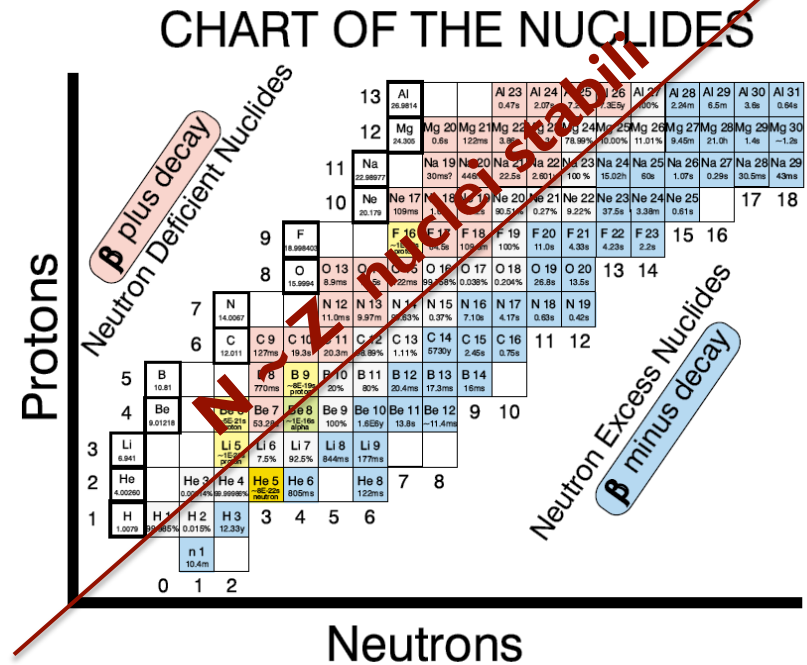 CHART OF THE NUCLIDES
N ~ Z nuclei stabili
β plus decay
Neutron Deficient Nuclides
Protons
13 Al 26.9814 Al 23 0.47s Al 24 2.07s Al 27 100% Al 28 2.24m Al 29 6.5m Al 30 3.6s Al 31 0.64s
12 Mg 24.305 Mg 20 0.6s Mg 21 122ms Mg 24 78.99% Mg 25 10.00% Mg 26 11.01% Mg 27 9.45m Mg 28 21.0h Mg 29 1.4s Mg 30 ~1.2s
11 Na 22.98977 Na 19 30ms? Na 20 Na 21 22.5s Na 22 Na 23 100 % Na 24 15.02h Na 25 60s Na 26 1.07s Na 27 0.29s Na 28 30.5ms Na 29 43ms
10 Ne 20.179 Ne 17 109ms Ne 20 90.51% Ne 21 0.27% Ne 22 9.22% Ne 23 37.5s Ne 24 3.38m Ne 25 0.61s 17 18
9 F 18.998403 F 16 F 17 F 18 F 19 100% F 20 11.0s F 21 4.33s F 22 4.23s F 23 2.2s 15 16
8 O 15.9994 O 13 8.9ms O 16 O 17 0.038% O 18 0.204% O 19 26.8s O 20 13.5s 13 14
7 N 14.0067 N 12 11.0ms N 13 9.97m N 14 N 15 0.37% N 16 7.10s N 17 4.17s N 18 0.63s N 19 0.42s
6 C 12.011 C 9 127ms C 10 19.3s C 11 20.3m C 12 C 13 1.11% C 14 5730y C 15 2.45s C 16 0.75s 11 12
5 B 10.81 B 8 770ms B 9 ~8E-19s proton B 10 20% B 11 80% B 12 20.4ms B 13 17.3ms B 14 16ms
4 Be 9.01218 Be 7 Be 8 ~1E-16s alpha Be 9 100% Be 10 1.6E6y Be 11 13.8s Be 12 ~11.4ms 9 10
3 Li 6.941 Li 5 Li 6 7.5% Li 7 92.5% Li 8 844ms Li 9 177ms
2 He 4.00260 He 3 He 4 He 5 ~8E-22s neutron He 6 805ms He 8 122ms 7 8
1 H 1.0079 H 1 H 2 0.015% H 3 12.33y 3 4 5 6
n 1 10.4m
0 1 2
Neutron Excess Nuclides
β minus decay
Neutrons